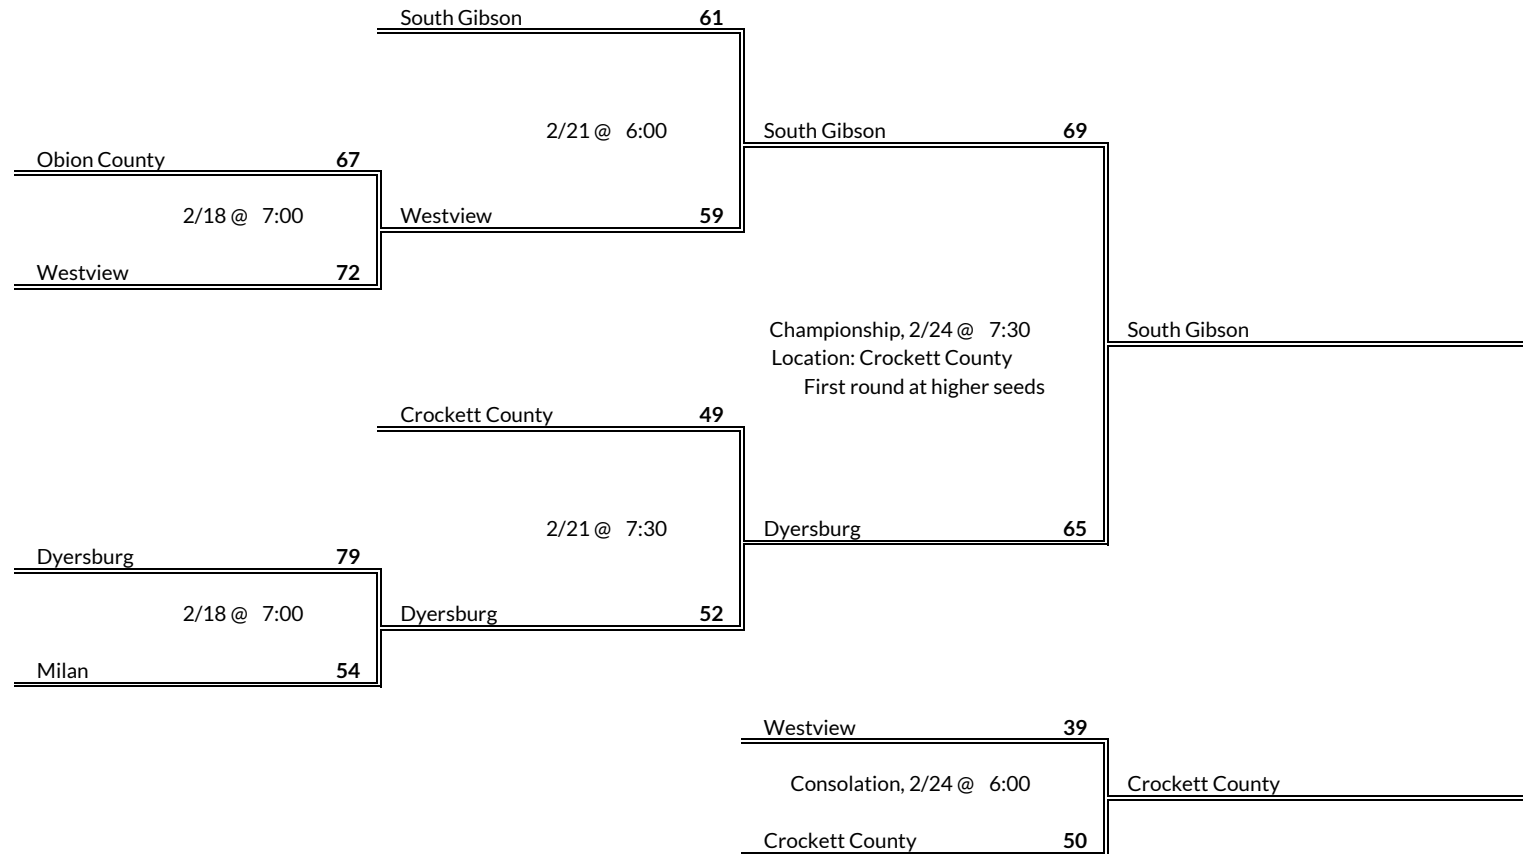 South Gibson 61
2/21 @ 6:00
South Gibson 69
Obion County 67
2/18 @ 7:00
Westview 59
Westview 72
Championship, 2/24 @ 7:30
South Gibson
Location: Crockett County
First round at higher seeds
Crockett County 49
2/21 @ 7:30
Dyersburg 65
Dyersburg 79
2/18 @ 7:00
Dyersburg 52
Milan 54
Westview 39
Consolation, 2/24 @ 6:00
Crockett County
Crockett County 50